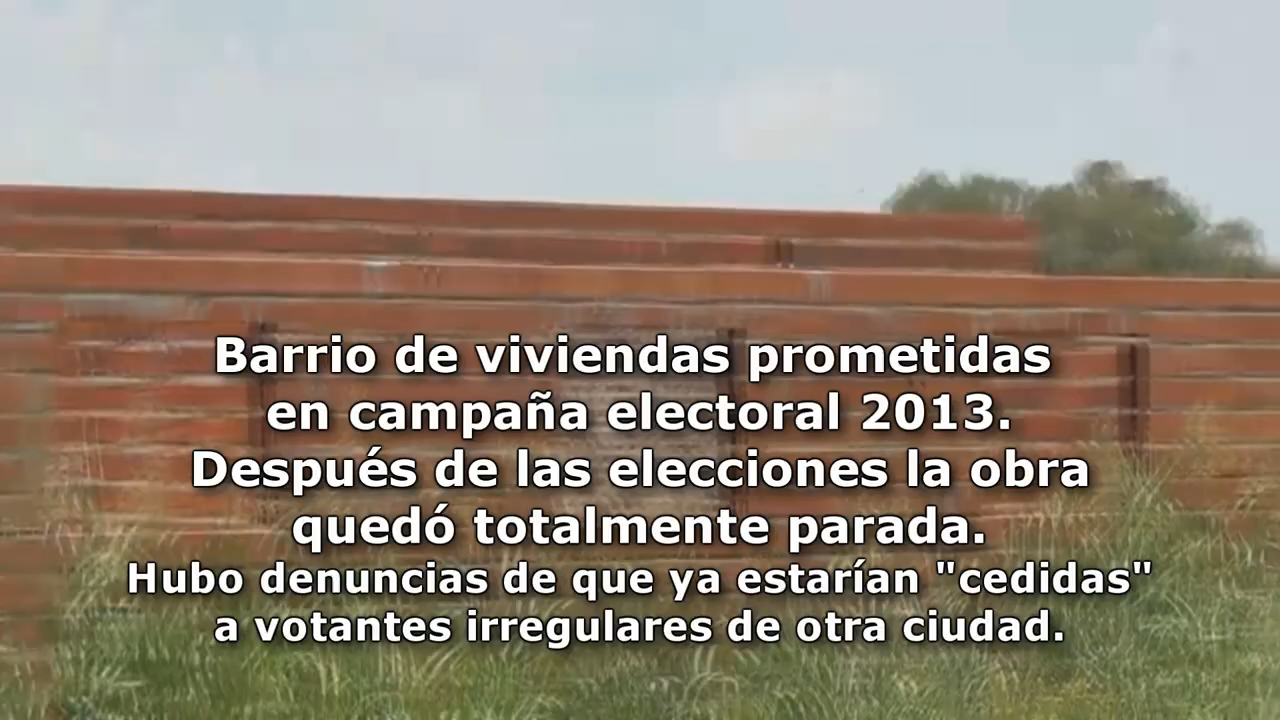 Barrio de viviendas prometidas
en campaña electoral 2013.
Después de las elecciones la obra
quedó totalmente parada.
Hubo denuncias de que ya estarían "cedidas"
a votantes irregulares de otra ciudad.